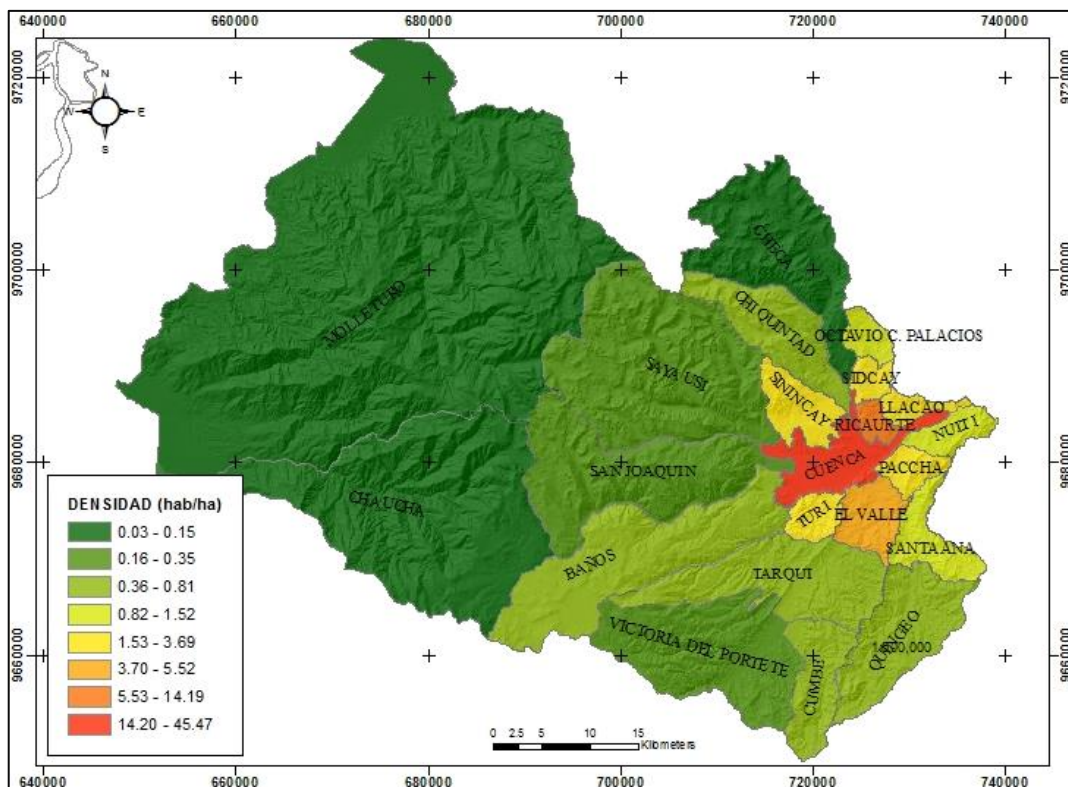 640000 660000 680000 700000 720000 740000
9720000 9720000
N
W E
S
CHECA
9700000 9700000
MOLLETURO
CHIQUINTAD
OCTAVIO C. PALACIOS
SAYAUSI
SIDCAY
SININCAY
LLACAO
RICAURTE
NULTI
9680000 9680000
CUENCA
PACCHA
SAN JOAQUIN
CHAUCHA
TURI
EL VALLE
SANTA ANA
BAÑOS
TARQUI
VICTORIA DEL PORTETE
QUINGEO
CUMBE
9660000 9660000
DENSIDAD (hab/ha)
0.03 - 0.15
0.16 - 0.35
0.36 - 0.81
0.82 - 1.52
1.53 - 3.69
3.70 - 5.52
5.53 - 14.19
14.20 - 45.47
0 2.5 5 10 15
Kilometers
640000 660000 680000 700000 720000 740000